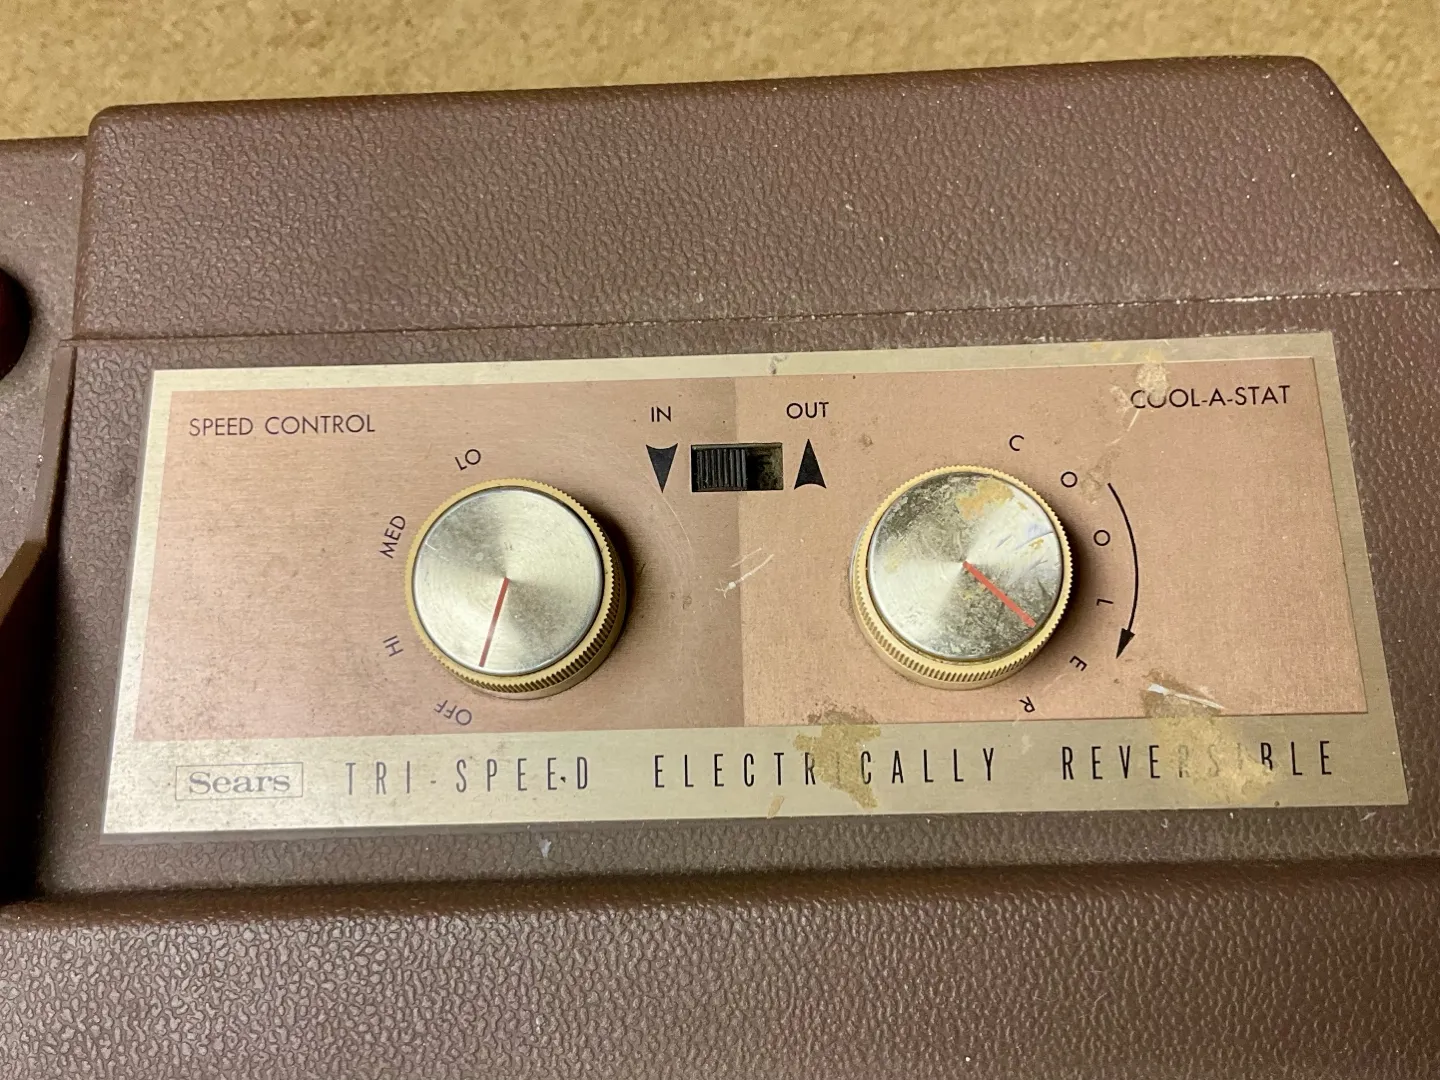 SPEED CONTROL
IN
OUT
COOL-A-STAT
LO
MED
HI
OFF
COOLER
Sears
TRI-SPEED ELECTRICALLY REVERSIBLE